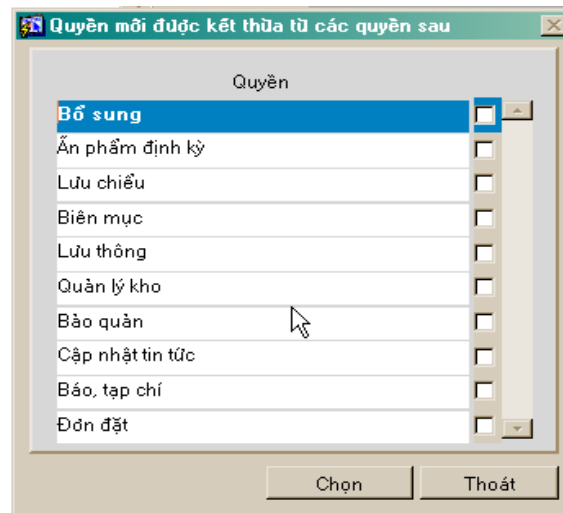 Quyền mới được kết thừa từ các quyền sau
Quyền
Bổ sung
Ấn phẩm định kỳ
Lưu chiểu
Biên mục
Lưu thông
Quản lý kho
Bảo quản
Cập nhật tin tức
Báo, tạp chí
Đơn đặt
Chọn
Thoát